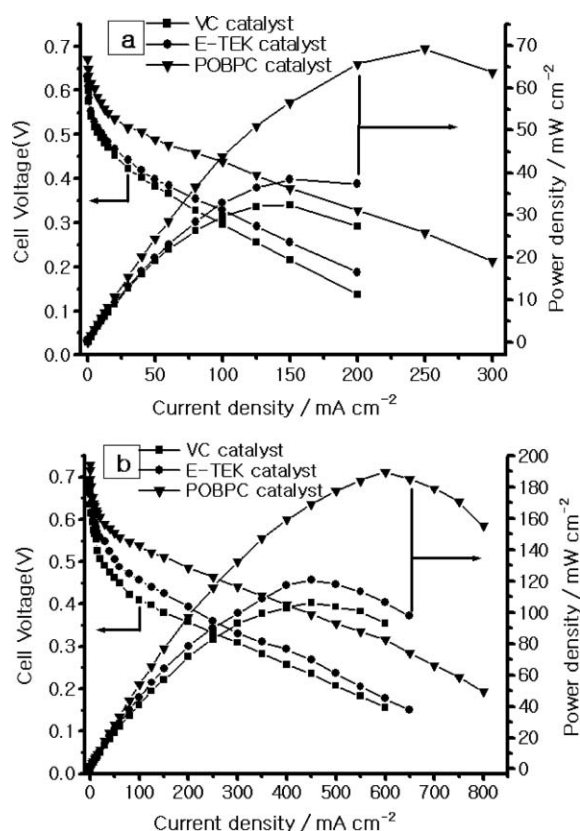 a
VC catalyst
E-TEK catalyst
POBPC catalyst
Cell Voltage(V)
0.7
0.6
0.5
0.4
0.3
0.2
0.1
0.0
70
60
50
40
30
20
10
0
Power density / mW cm-2
0 50 100 150 200 250 300
Current density / mA cm-2
b
VC catalyst
E-TEK catalyst
POBPC catalyst
Cell Voltage(V)
0.7
0.6
0.5
0.4
0.3
0.2
0.1
0.0
200
180
160
140
120
100
80
60
40
20
0
Power density / mW cm-2
0 100 200 300 400 500 600 700 800
Current density / mA cm-2